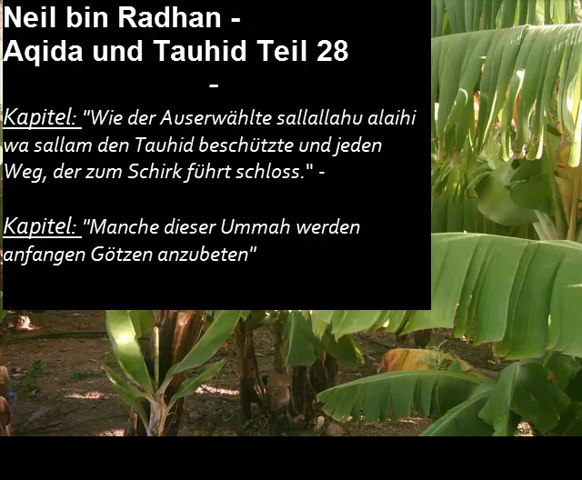 Neil bin Radhan -
Aqida und Tauhid Teil 28
-
Kapitel: "Wie der Auserwählte sallallahu alaihi
wa sallam den Tauhid beschützte und jeden
Weg, der zum Schirk führt schloss." -
Kapitel: "Manche dieser Ummah werden
anfangen Götzen anzubeten"